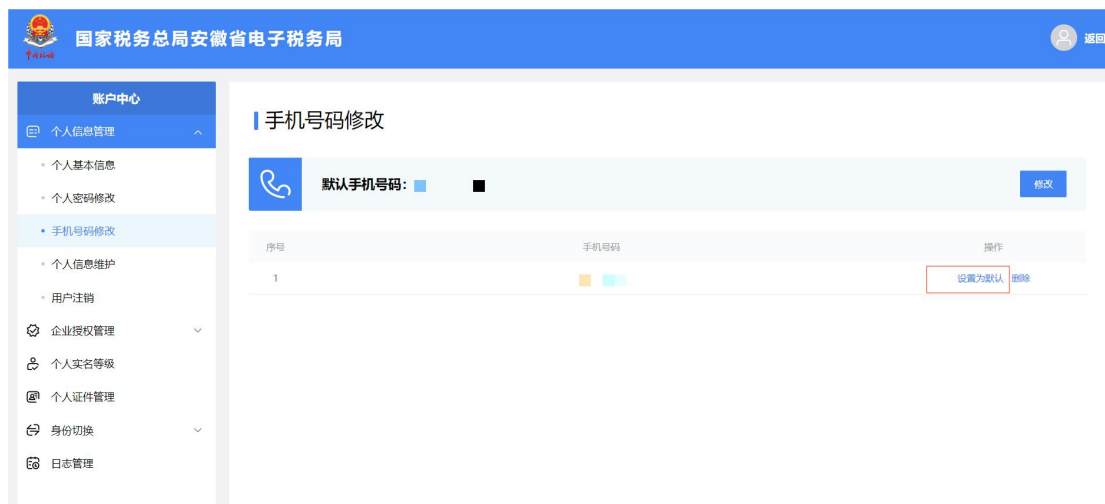 国家税务总局安徽省电子税务局
返回
账户中心
个人信息管理
个人基本信息
个人密码修改
手机号码修改
个人信息维护
用户注销
企业授权管理
个人实名等级
个人证件管理
身份切换
日志管理
手机号码修改
默认手机号码：
修改
序号 手机号码 操作
1 设置为默认 删除